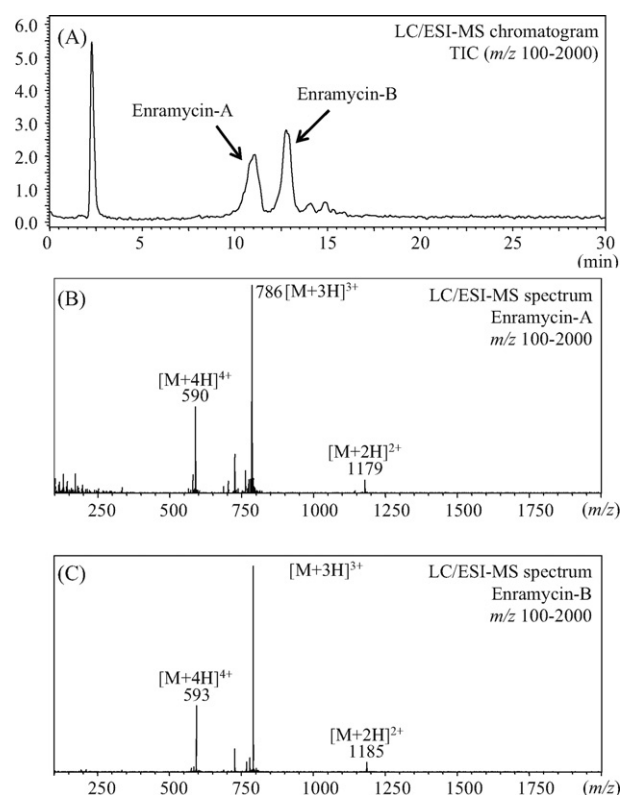 (A)
LC/ESI-MS chromatogram
TIC (m/z 100-2000)
Enramycin-A
Enramycin-B
6.0
5.0
4.0
3.0
2.0
1.0
0.0
0 5 10 15 20 25 30
(min)
(B)
786 [M+3H]3+
LC/ESI-MS spectrum
Enramycin-A
m/z 100-2000
[M+4H]4+
590
[M+2H]2+
1179
250 500 750 1000 1250 1500 1750 (m/z)
(C)
[M+3H]3+
LC/ESI-MS spectrum
Enramycin-B
m/z 100-2000
[M+4H]4+
593
[M+2H]2+
1185
250 500 750 1000 1250 1500 1750 (m/z)